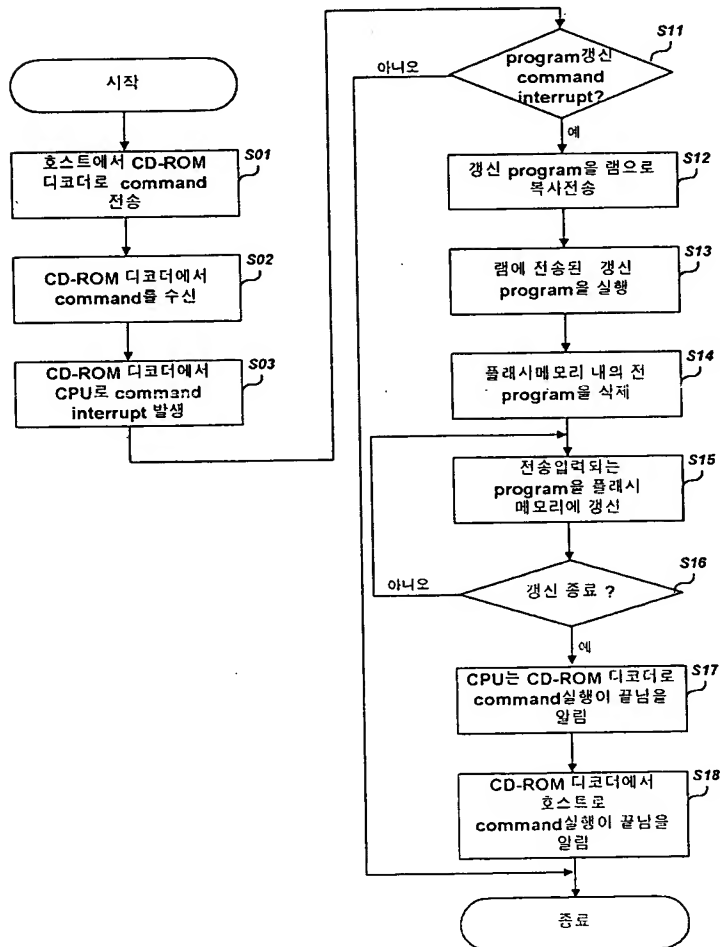 시작
S01
호스트에서 CD-ROM
디코더로 command
전송
S02
CD-ROM 디코더에서
command를 수신
S03
CD-ROM 디코더에서
CPU로 command
interrupt 발생
S11
program갱신
command
interrupt?
아니오
예
S12
갱신 program을 램으로
복사전송
S13
램에 전송된 갱신
program을 실행
S14
플래시메모리 내의 전
program을 삭제
S15
전송입력되는
program을 플래시
메모리에 갱신
S16
갱신 종료 ?
아니오
예
S17
CPU는 CD-ROM 디코더로
command실행이 끝남을
알림
S18
CD-ROM 디코더에서
호스트로
command실행이 끝남을
알림
종료